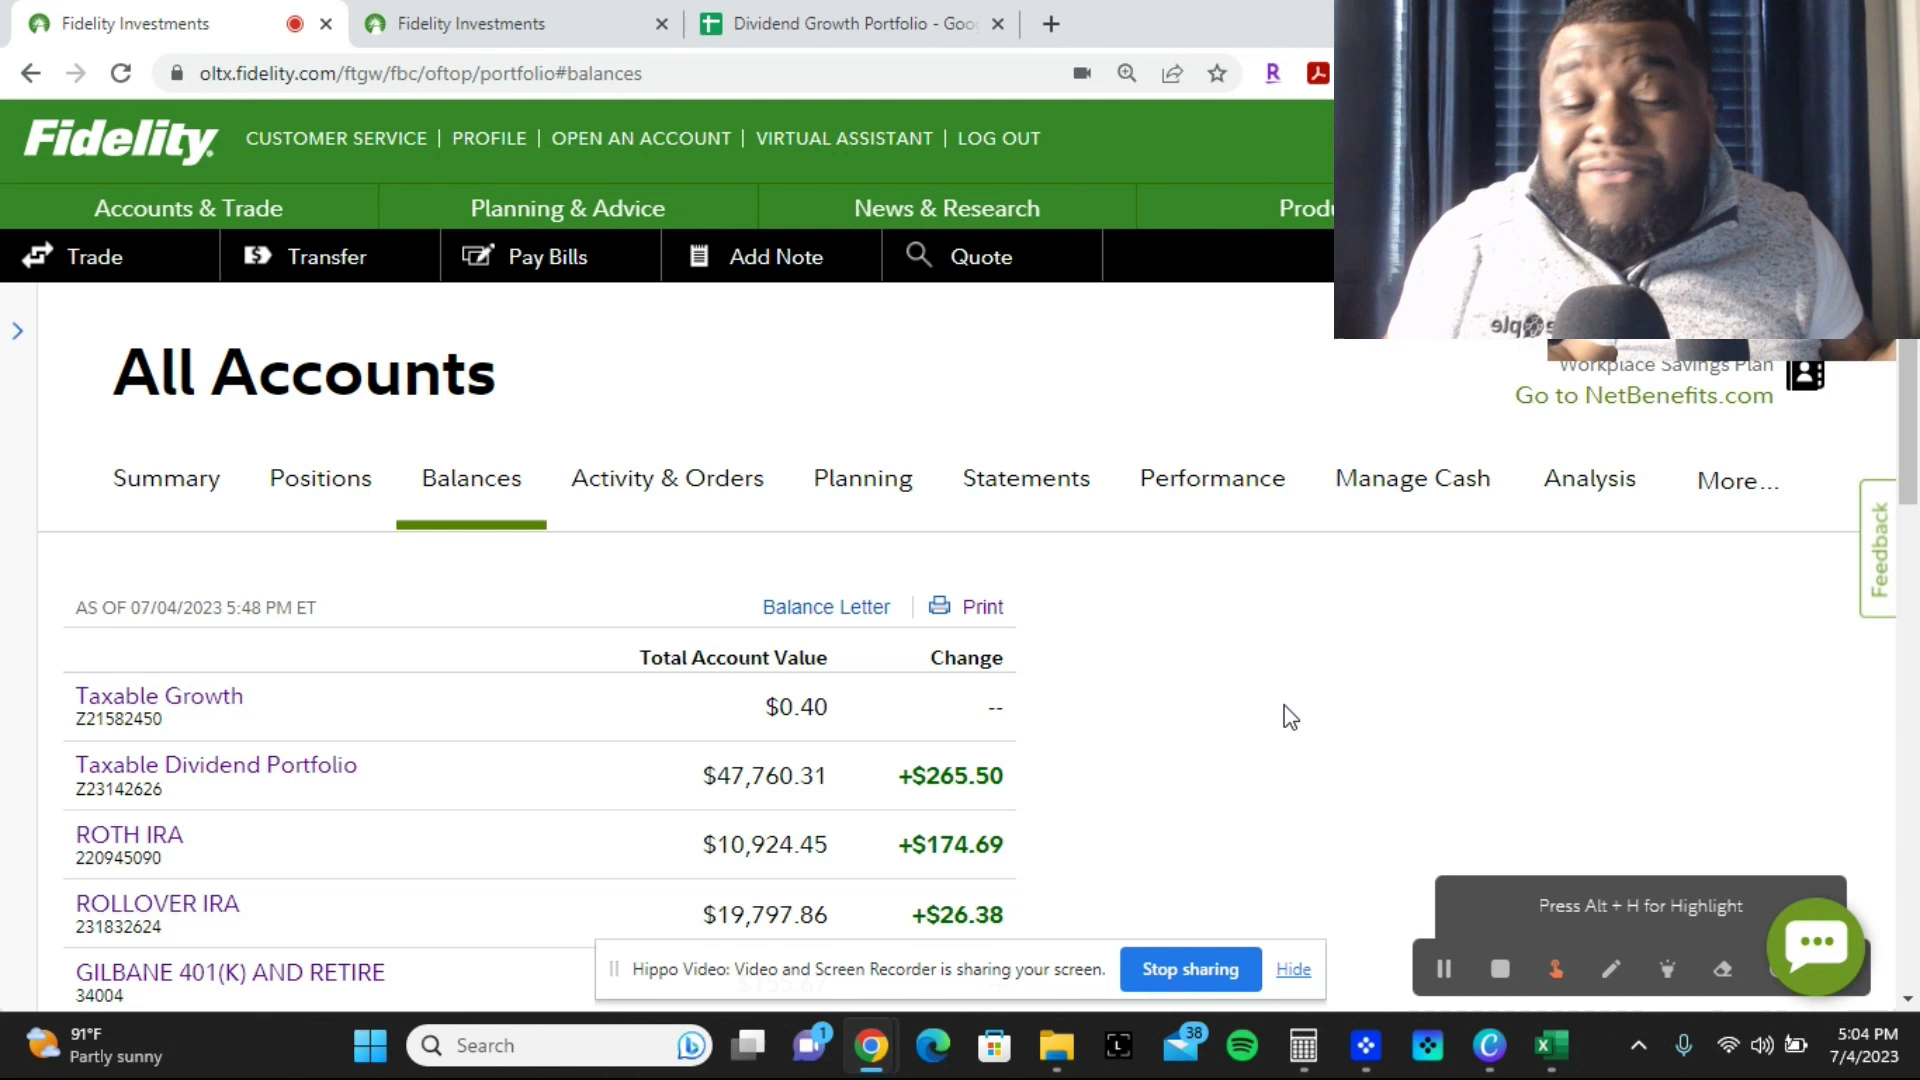 Fidelity Investments
Fidelity Investments
Dividend Growth Portfolio - Goo
oltx.fidelity.com/ftgw/fbc/oftop/portfolio#balances
R
Fidelity
CUSTOMER SERVICE | PROFILE | OPEN AN ACCOUNT | VIRTUAL ASSISTANT | LOG OUT
Accounts & Trade
Planning & Advice
News & Research
Produ
Trade
Transfer
Pay Bills
Add Note
Quote
All Accounts
Workplace Savings Plan
Go to NetBenefits.com
Summary
Positions
Balances
Activity & Orders
Planning
Statements
Performance
Manage Cash
Analysis
More...
Feedback
AS OF 07/04/2023 5:48 PM ET
Balance Letter
Print
Total Account Value
Change
Taxable Growth
Z21582450
$0.40
--
Taxable Dividend Portfolio
Z23142626
$47,760.31
+$265.50
ROTH IRA
220945090
$10,924.45
+$174.69
ROLLOVER IRA
231832624
$19,797.86
+$26.38
GILBANE 401(K) AND RETIRE
34004
Press Alt + H for Highlight
Hippo Video: Video and Screen Recorder is sharing your screen.
Stop sharing
Hide
91°F
Partly sunny
Search
1
38
5:04 PM
7/4/2023